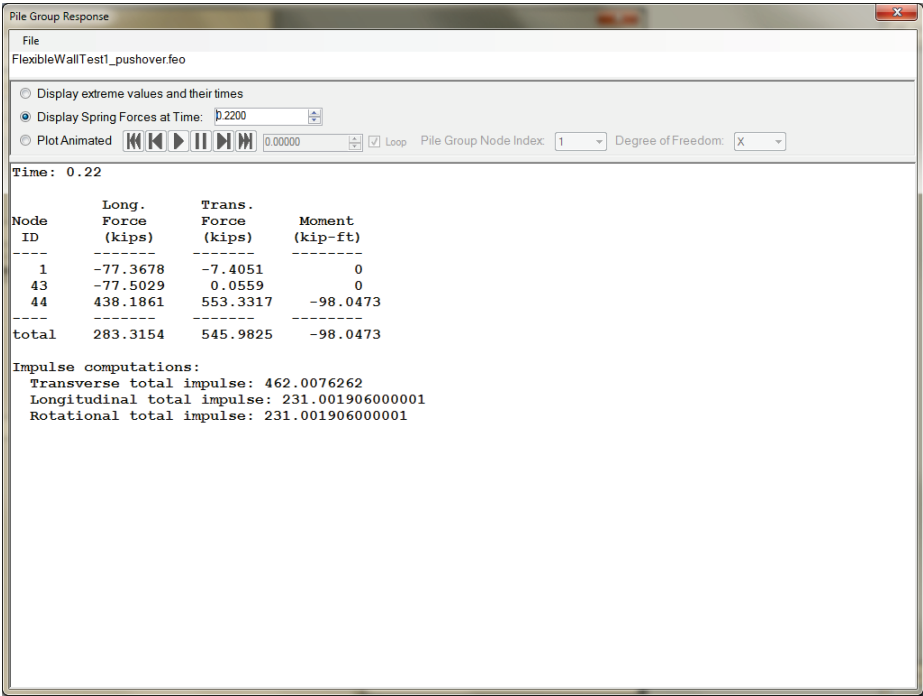 Pile Group Response
File
FlexibleWallTest1_pushover.feo
Display extreme values and their times
Display Spring Forces at Time: 0.2200
Plot Animated 0.00000 Loop Pile Group Node Index: 1 Degree of Freedom: X
Time: 0.22
Long. Trans.
Node Force Force Moment
ID (kips) (kips) (kip-ft)
---- ------- ------- --------
1 -77.3678 -7.4051 0
43 -77.5029 0.0559 0
44 438.1861 553.3317 -98.0473
---- ------- ------- --------
total 283.3154 545.9825 -98.0473
Impulse computations:
Transverse total impulse: 462.0076262
Longitudinal total impulse: 231.001906000001
Rotational total impulse: 231.001906000001